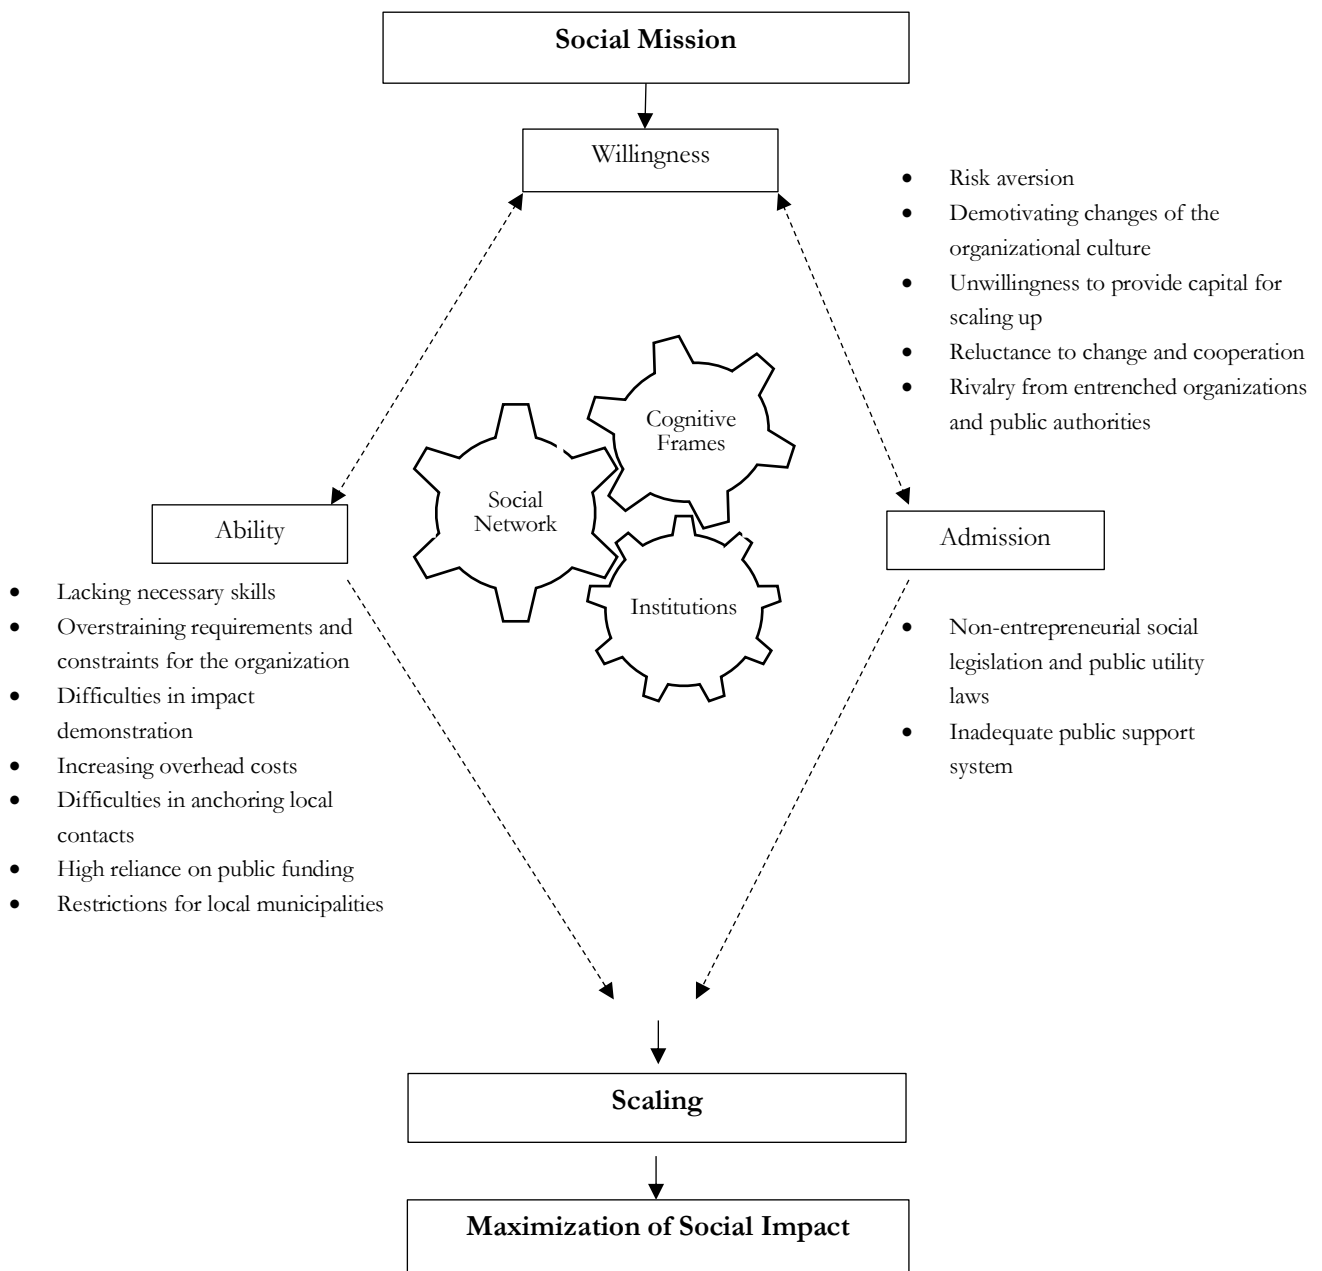 Social Mission
Willingness
• Risk aversion
• Demotivating changes of the
organizational culture
• Unwillingness to provide capital for
scaling up
• Reluctance to change and cooperation
• Rivalry from entrenched organizations
and public authorities
Cognitive
Frames
Social
Network
Institutions
Ability
• Lacking necessary skills
• Overstraining requirements and
constraints for the organization
• Difficulties in impact
demonstration
• Increasing overhead costs
• Difficulties in anchoring local
contacts
• High reliance on public funding
• Restrictions for local municipalities
Admission
• Non-entrepreneurial social
legislation and public utility
laws
• Inadequate public support
system
Scaling
Maximization of Social Impact